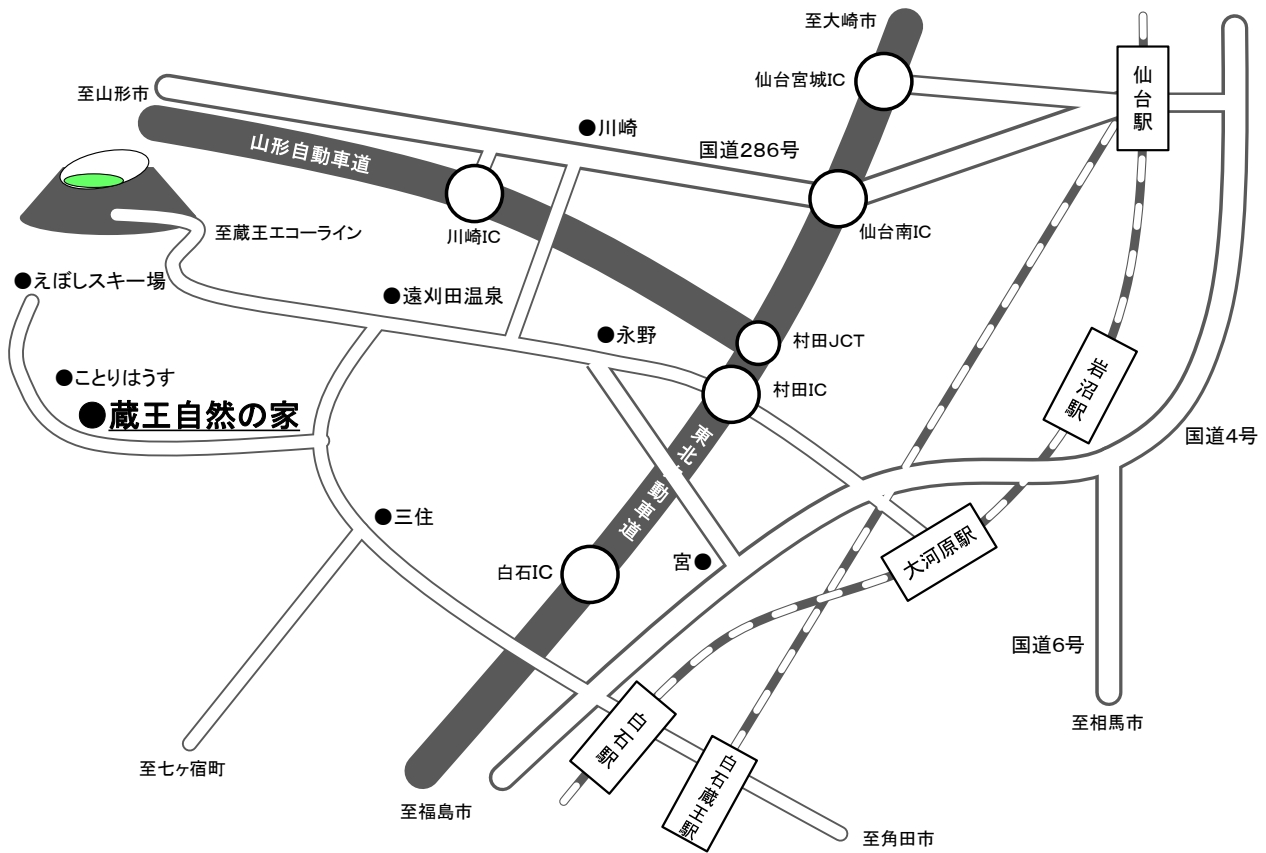 至大崎市
仙台宮城IC
仙台駅
至山形市
山形自動車道
●川崎
国道286号
川崎IC
仙台南IC
至蔵王エコーライン
●えぼしスキー場
●遠刈田温泉
●永野
村田JCT
村田IC
岩沼駅
●ことりはうす
●蔵王自然の家
国道4号
東北自動車道
●三住
白石IC
宮●
大河原駅
国道6号
至相馬市
白石駅
白石蔵王駅
至七ヶ宿町
至福島市
至角田市